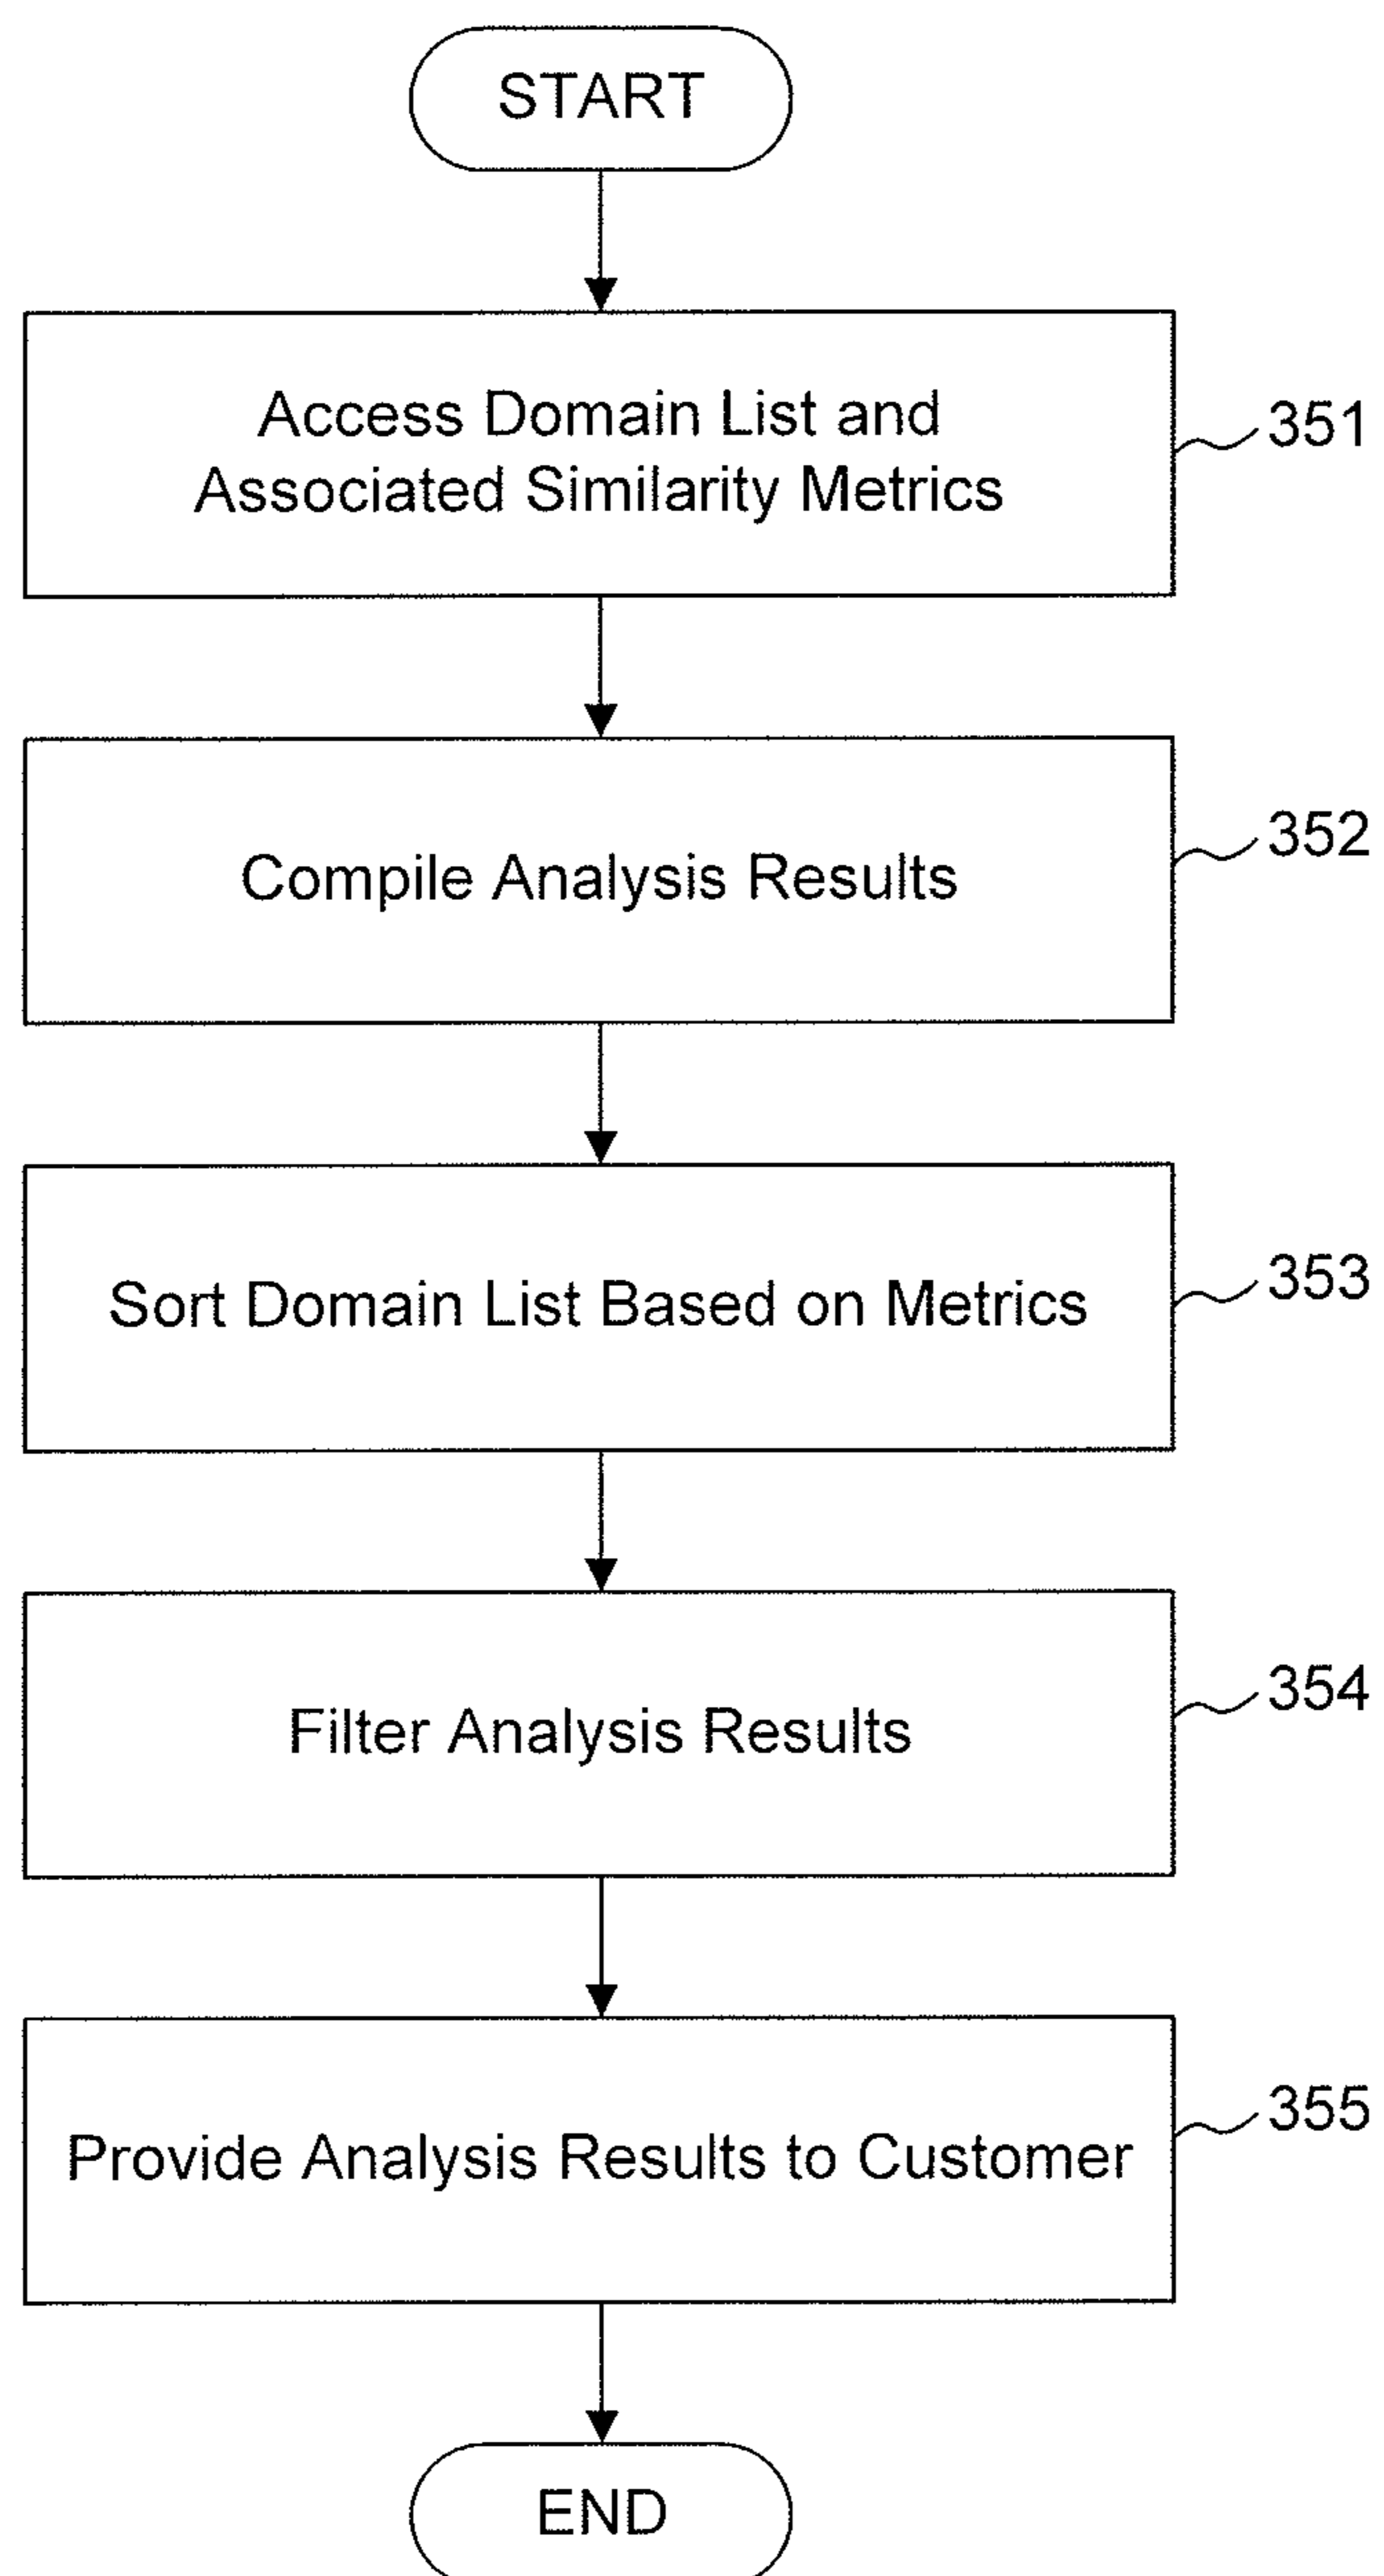 START
Access Domain List and
Associated Similarity Metrics
351
Compile Analysis Results
352
Sort Domain List Based on Metrics
353
Filter Analysis Results
354
Provide Analysis Results to Customer
355
END